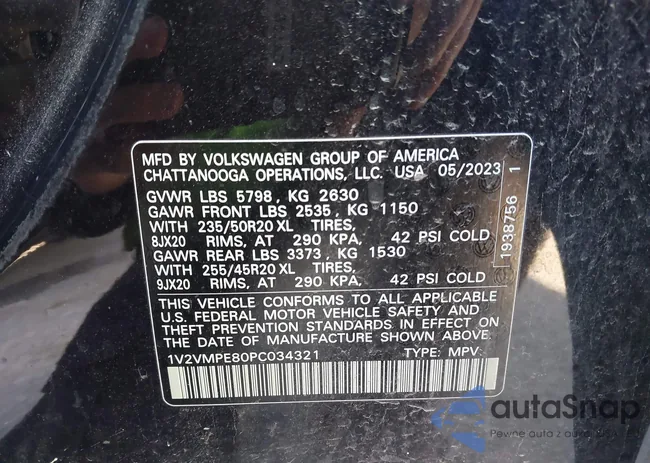 MFD BY VOLKSWAGEN GROUP OF AMERICA
CHATTANOOGA OPERATIONS, LLC. USA 05/2023
GVWR LBS 5798, KG 2630
GAWR FRONT LBS 2535, KG 1150
WITH 235/50R20 XL TIRES,
8JX20 RIMS, AT 290 KPA, 42 PSI COLD
GAWR REAR LBS 3373, KG 1530
WITH 255/45R20 XL TIRES,
9JX20 RIMS, AT 290 KPA, 42 PSI COLD
THIS VEHICLE CONFORMS TO ALL APPLICABLE
U.S. FEDERAL MOTOR VEHICLE SAFETY AND
THEFT PREVENTION STANDARDS IN EFFECT ON
THE DATE OF MANUFACTURE SHOWN ABOVE.
1V2VMPE80PC034321 TYPE: MPV
1938756 1
autaSnap
Pewne auta z